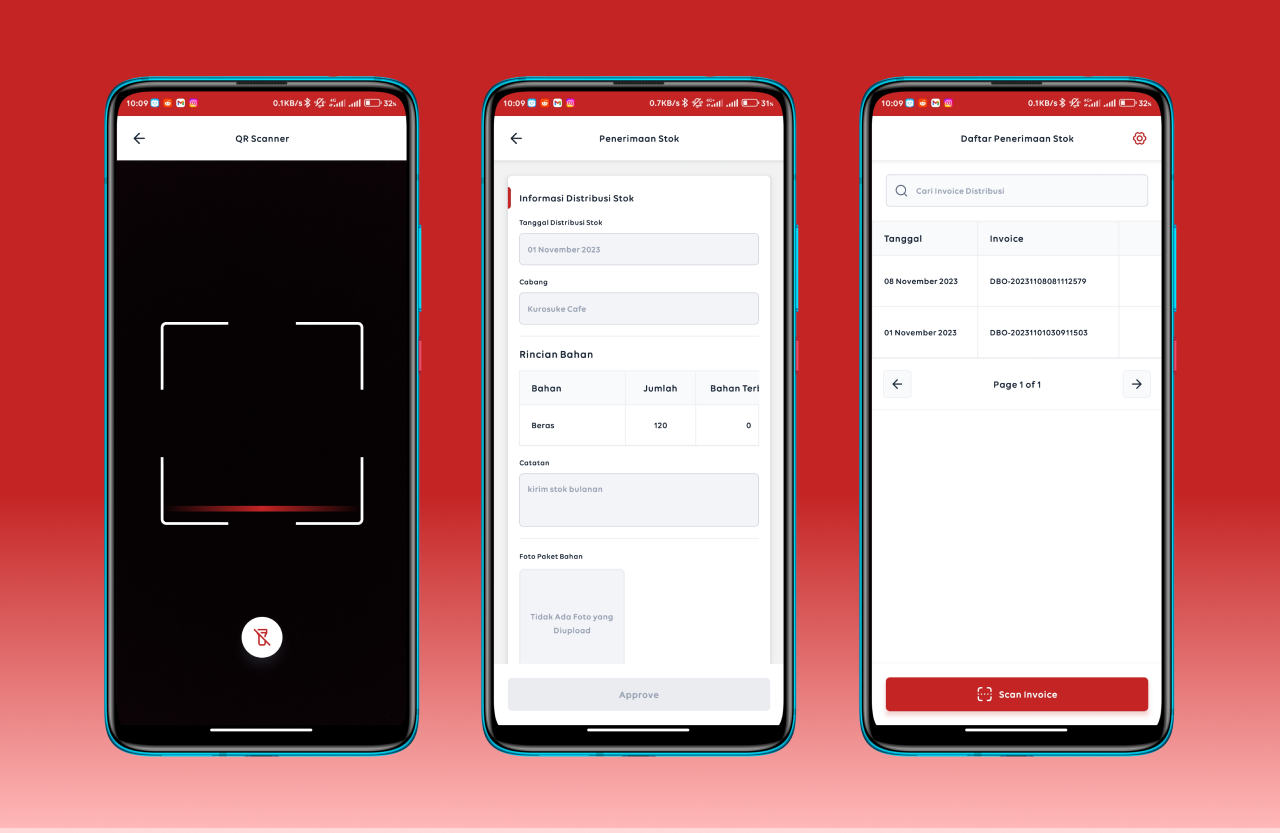 10:09
0.1KB/s
32%
QR Scanner
10:09
0.7KB/s
31%
Penerimaan Stok
Informasi Distribusi Stok
Tanggal Distribusi Stok
01 November 2023
Cabang
Kurosuke Cafe
Rincian Bahan
Bahan Jumlah Bahan Terl
Beras 120 0
Catatan
kirim stok bulanan
Foto Paket Bahan
Tidak Ada Foto yang
Diupload
Approve
10:09
0.1KB/s
32%
Daftar Penerimaan Stok
Cari Invoice Distribusi
Tanggal Invoice
08 November 2023 DBO-20231108081112579
01 November 2023 DBO-20231101030911503
Page 1 of 1
Scan Invoice